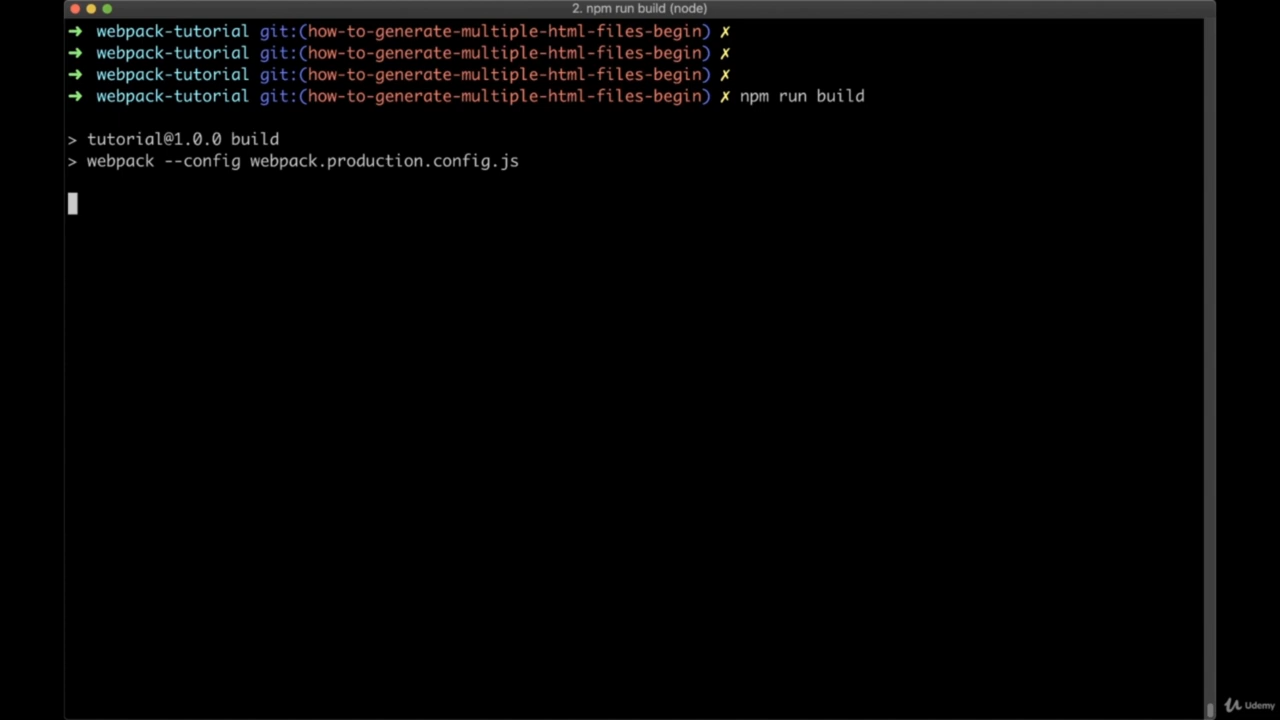 2. npm run build (node)
➜ webpack-tutorial git:(how-to-generate-multiple-html-files-begin) ✗
➜ webpack-tutorial git:(how-to-generate-multiple-html-files-begin) ✗
➜ webpack-tutorial git:(how-to-generate-multiple-html-files-begin) ✗
➜ webpack-tutorial git:(how-to-generate-multiple-html-files-begin) ✗ npm run build
> tutorial@1.0.0 build
> webpack --config webpack.production.config.js
Udemy